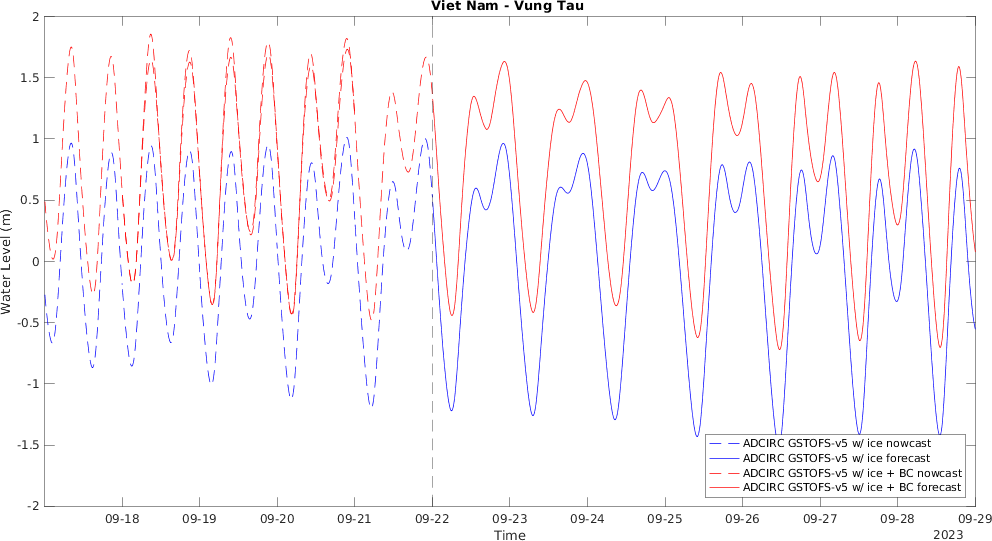 Viet Nam - Vung Tau
2
1.5
1
0.5
0
-0.5
-1
-1.5
-2
Water Level (m)
ADCIRC GSTOFS-v5 w/ ice nowcast
ADCIRC GSTOFS-v5 w/ ice forecast
ADCIRC GSTOFS-v5 w/ ice + BC nowcast
ADCIRC GSTOFS-v5 w/ ice + BC forecast
09-18 09-19 09-20 09-21 09-22 09-23 09-24 09-25 09-26 09-27 09-28 09-29
Time
2023